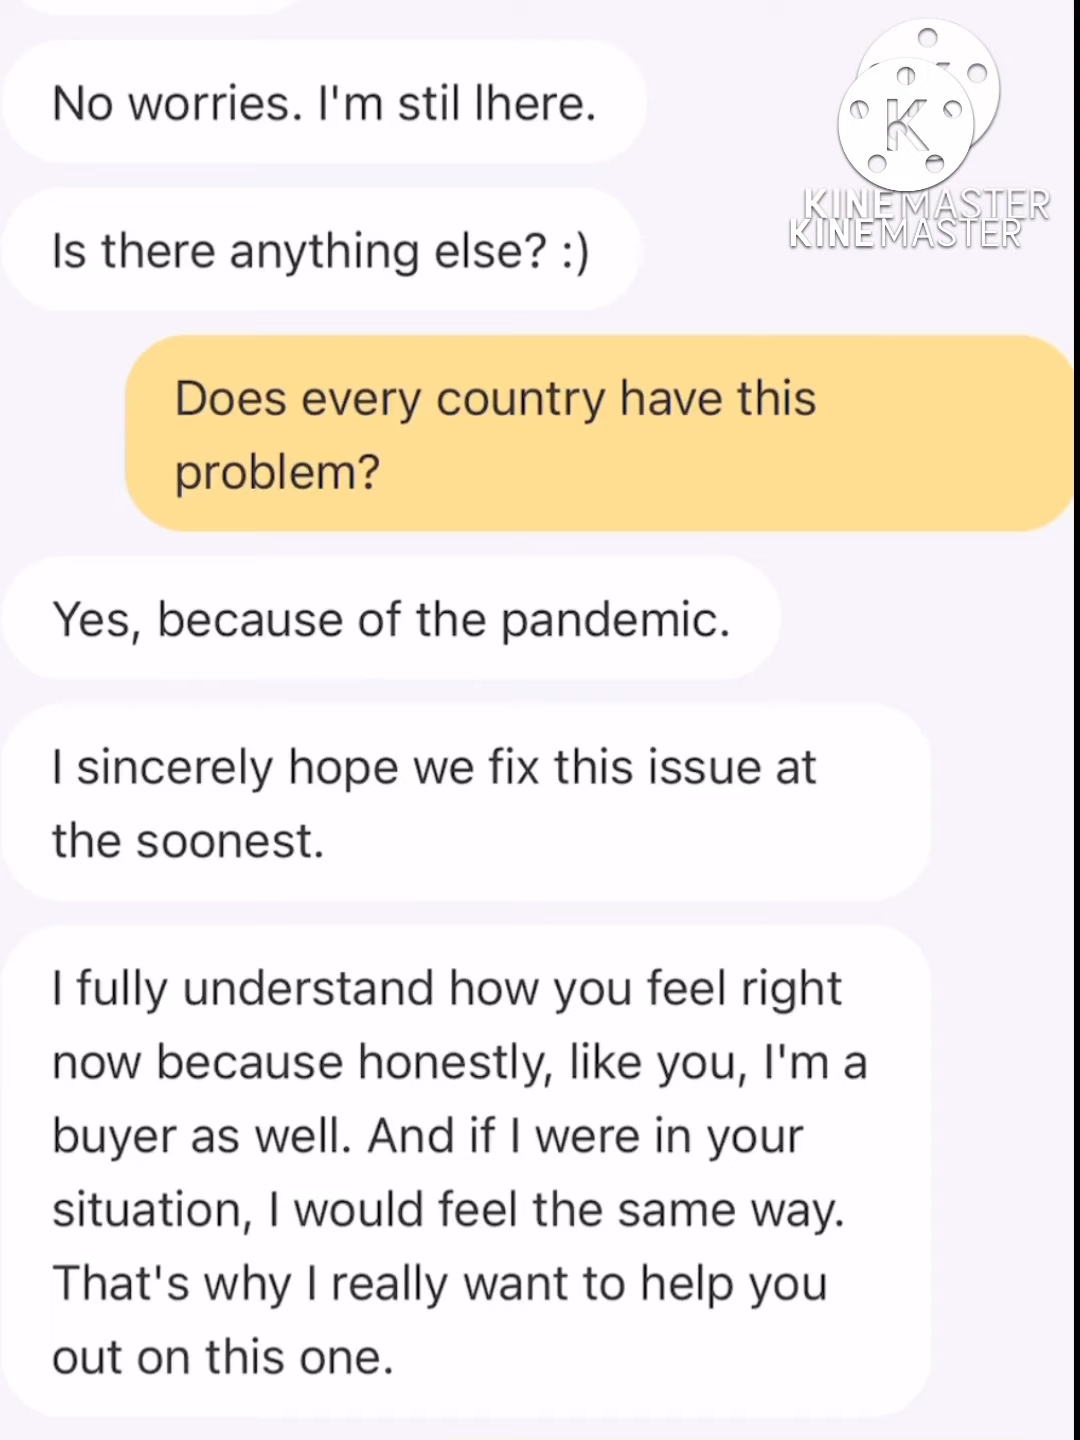 No worries. I'm stil lhere.
Is there anything else? :)
Does every country have this
problem?
Yes, because of the pandemic.
I sincerely hope we fix this issue at
the soonest.
I fully understand how you feel right
now because honestly, like you, I'm a
buyer as well. And if I were in your
situation, I would feel the same way.
That's why I really want to help you
out on this one.
K
KINEMASTER
KINEMASTER